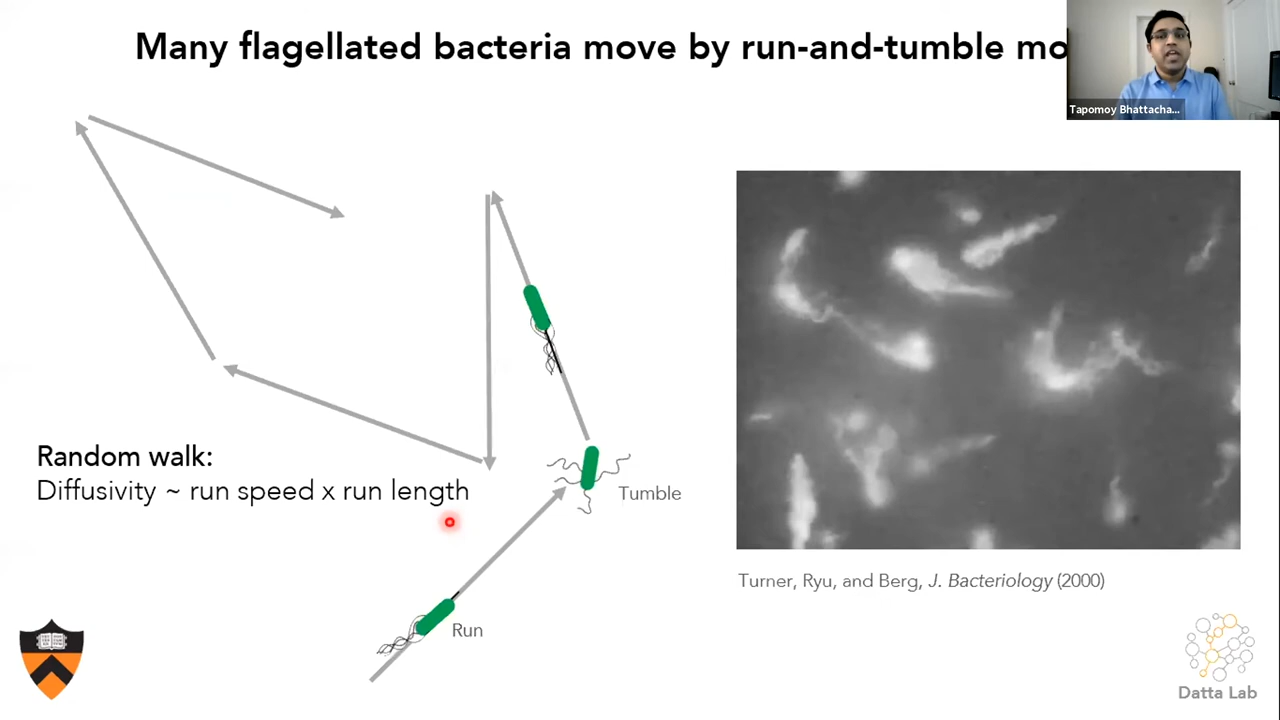 Many flagellated bacteria move by run-and-tumble mo
Tapomoy Bhattacha...
Random walk:
Diffusivity ~ run speed x run length
Tumble
Run
Turner, Ryu, and Berg, J. Bacteriology (2000)
Datta Lab